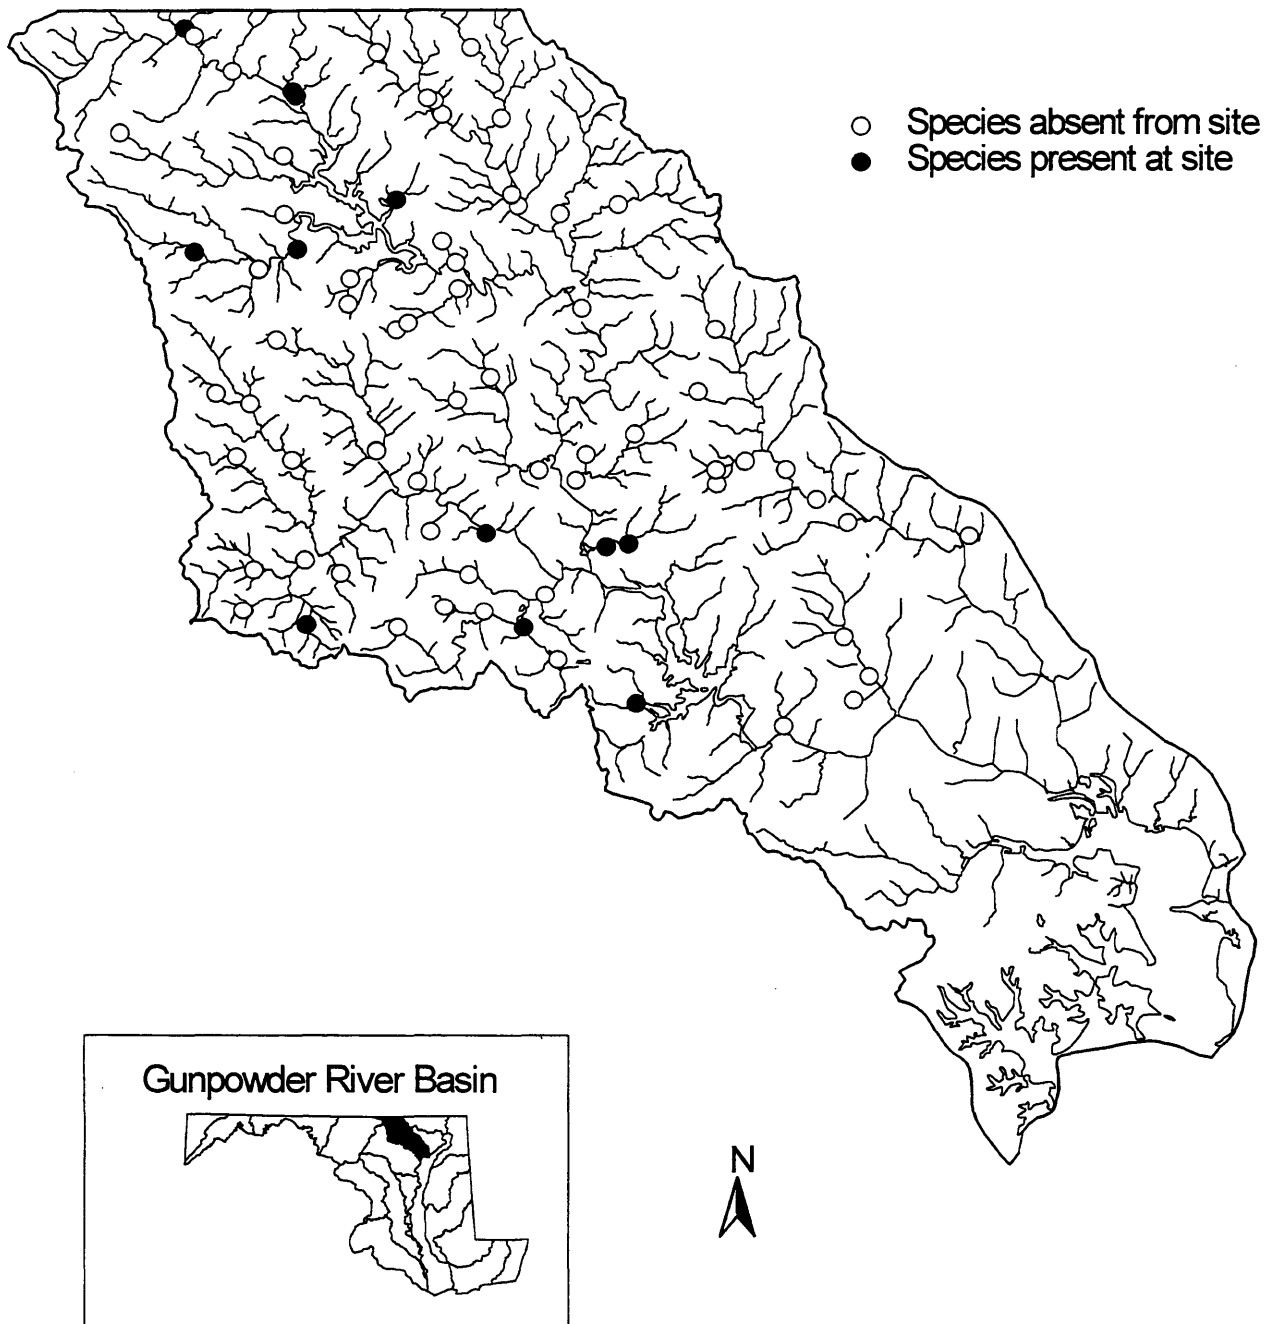 Species absent from site
Species present at site
Gunpowder River Basin
N